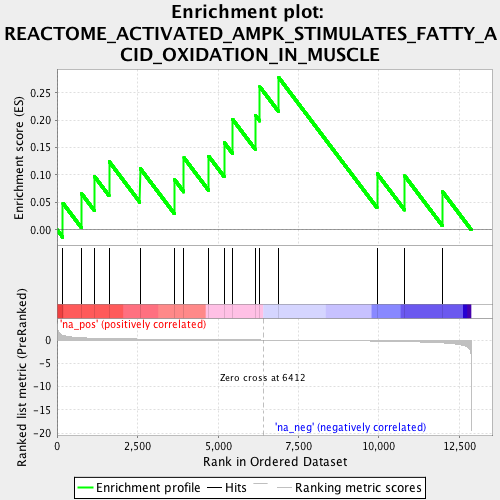 Enrichment plot:
REACTOME_ACTIVATED_AMPK_STIMULATES_FATTY_A
CID_OXIDATION_IN_MUSCLE
Enrichment score (ES)
0.25
0.20
0.15
0.10
0.05
0.00
'na_pos' (positively correlated)
Ranked list metric (PreRanked)
0
-5
-10
-15
-20
Zero cross at 6412
'na_neg' (negatively correlated)
0
2,500
5,000
7,500
10,000
12,500
Rank in Ordered Dataset
Enrichment profile
Hits
Ranking metric scores